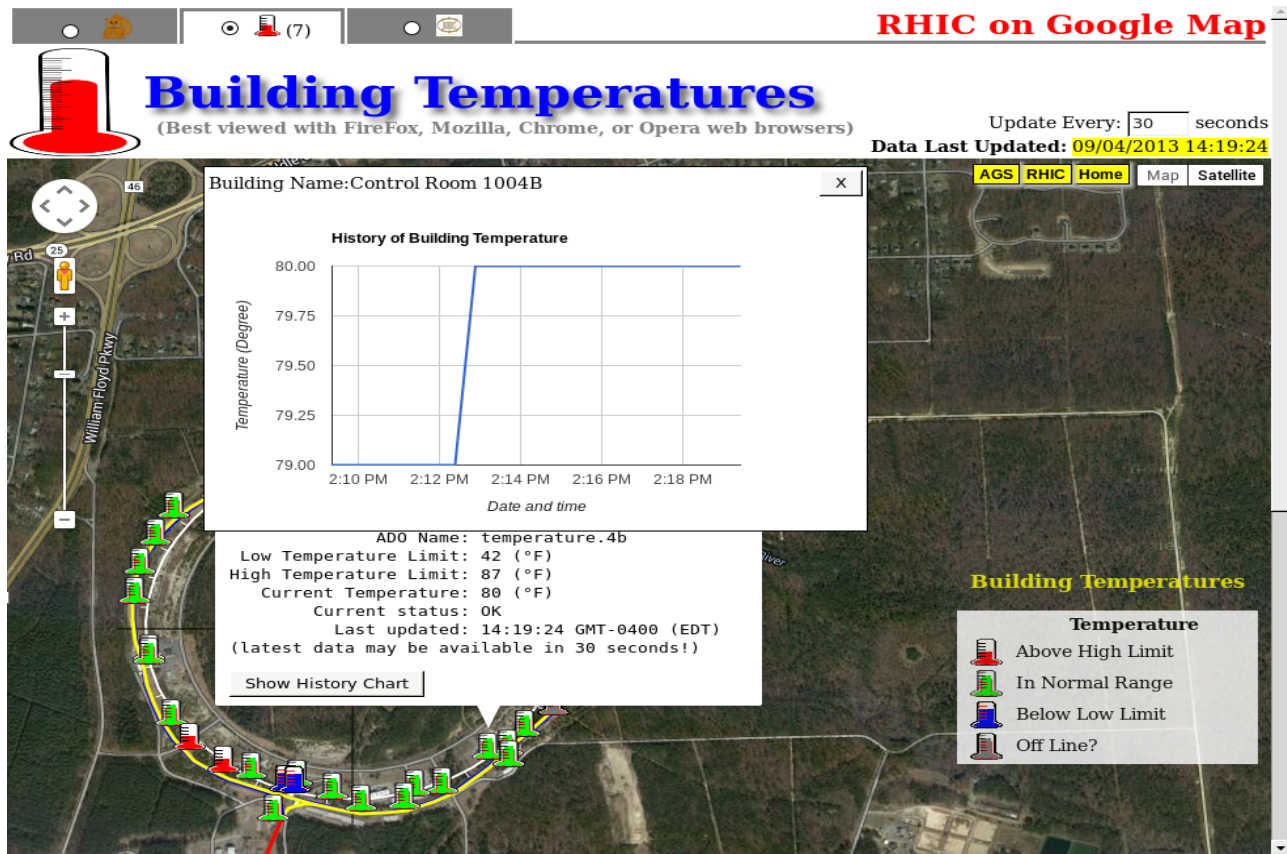 (7)
RHIC on Google Map
Building Temperatures
(Best viewed with FireFox, Mozilla, Chrome, or Opera web browsers)
Update Every: 30 seconds
Data Last Updated: 09/04/2013 14:19:24
AGS RHIC Home Map Satellite
46
25
Rd
William Floyd Pkwy
Building Name:Control Room 1004B
X
History of Building Temperature
Temperature (Degree)
80.00
79.75
79.50
79.25
79.00
2:10 PM 2:12 PM 2:14 PM 2:16 PM 2:18 PM
Date and time
ADO Name: temperature.4b
Low Temperature Limit: 42 (°F)
High Temperature Limit: 87 (°F)
Current Temperature: 80 (°F)
Current status: OK
Last updated: 14:19:24 GMT-0400 (EDT)
(latest data may be available in 30 seconds!)
Show History Chart
River
Building Temperatures
Temperature
Above High Limit
In Normal Range
Below Low Limit
Off Line?